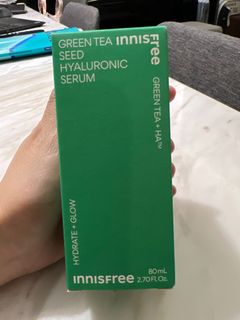 GREEN TEA
SEED
HYALURONIC
SERUM
innisfree
GREEN TEA + HA™
HYDRATE + GLOW
innisfree
80 mL
2.70 FL.Oz.